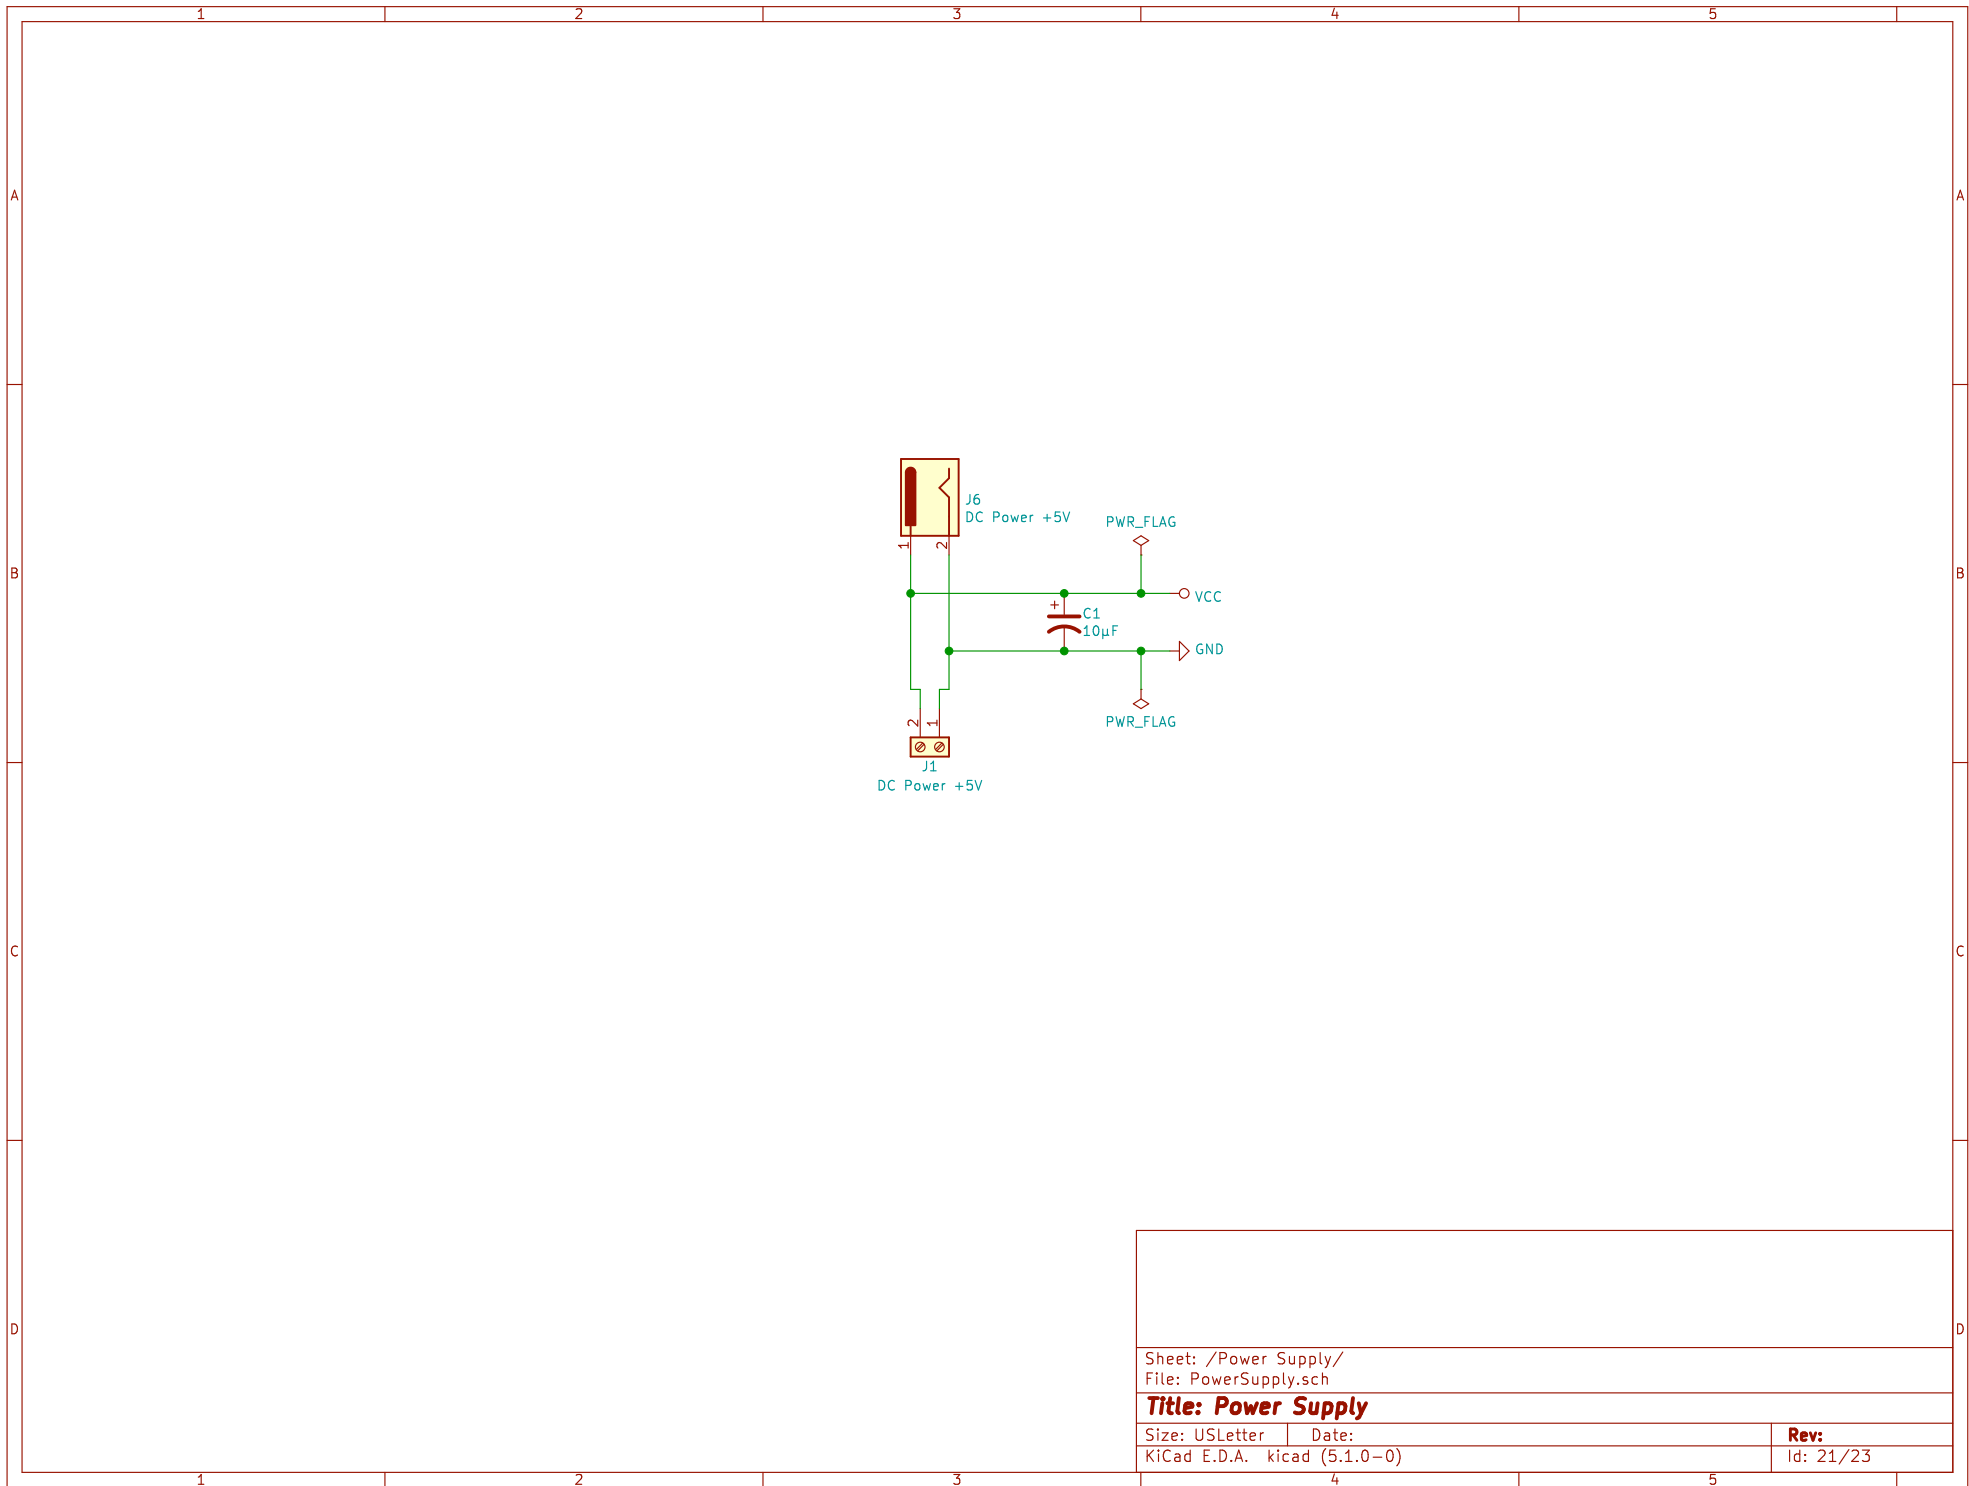 1 2 3 4 5
A A
J6
DC Power +5V
1 2
PWR_FLAG
B B
+
C1
10µF
VCC
GND
PWR_FLAG
2 1
J1
DC Power +5V
C C
D D
Sheet: /Power Supply/
File: PowerSupply.sch
Title: Power Supply
Size: USLetter Date:
Rev:
KiCad E.D.A. kicad (5.1.0-0)
Id: 21/23
1 2 3 4 5